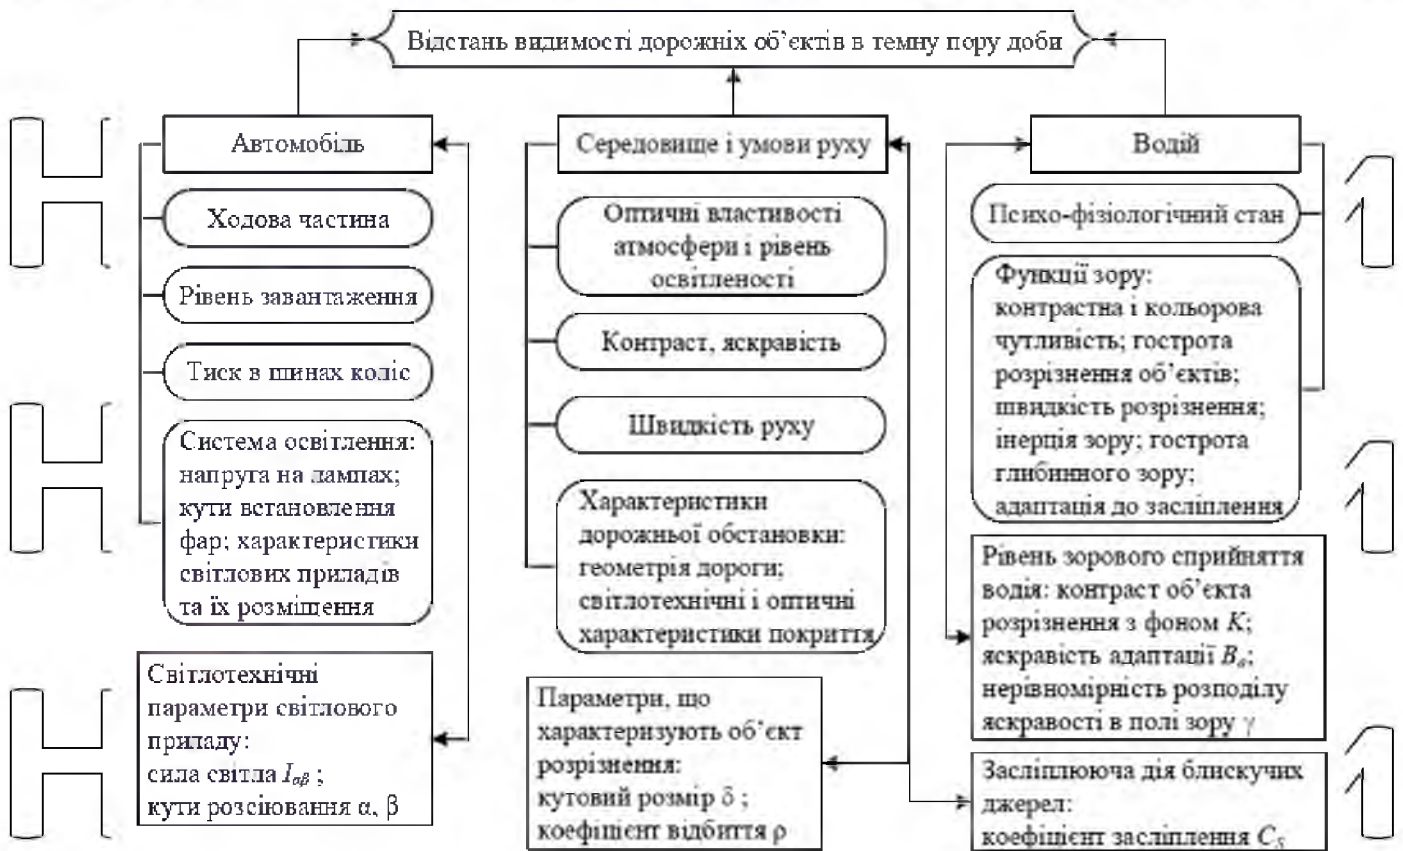 Відстань видимості дорожніх об’єктів в темну пору доби
Автомобіль
Ходова частина
Рівень завантаження
Тиск в шинах коліс
Система освітлення:
напруга на лампах;
кути встановлення
фар; характеристики
світлових приладів
та їх розміщення
Світлотехнічні
параметри світлового
приладу:
сила світла Iαβ ;
кути розсіювання α, β
Середовище і умови руху
Оптичні властивості
атмосфери і рівень
освітленості
Контраст, яскравість
Швидкість руху
Характеристики
дорожньої обстановки:
геометрія дороги;
світлотехнічні і оптичні
характеристики покриття
Параметри, що
характеризують об’єкт
розрізнення:
кутовий розмір δ ;
коефіцієнт відбиття ρ
Водій
Психо-фізіологічний стан
Функції зору:
контрастна і кольорова
чутливість; гострота
розрізнення об’єктів;
швидкість розрізнення;
інерція зору; гострота
глибинного зору;
адаптація до засліплення
Рівень зорового сприйняття
водія: контраст об’єкта
розрізнення з фоном K;
яскравість адаптації Bа;
нерівномірність розподілу
яскравості в полі зору γ
Засліплююча дія блискучих
джерел:
коефіцієнт засліплення CS